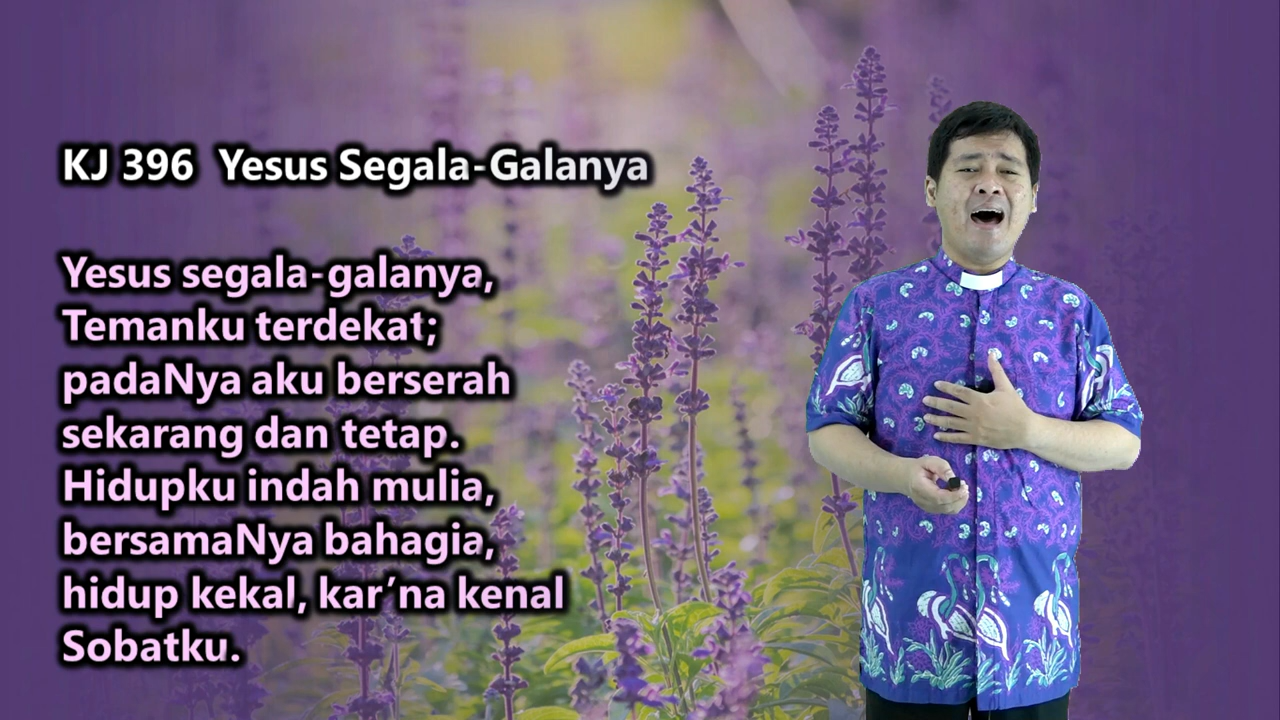 KJ 396 Yesus Segala-Galanya
Yesus segala-galanya,
Temanku terdekat;
padaNya aku berserah
sekarang dan tetap.
Hidupku indah mulia,
bersamaNya bahagia,
hidup kekal, kar’na kenal
Sobatku.